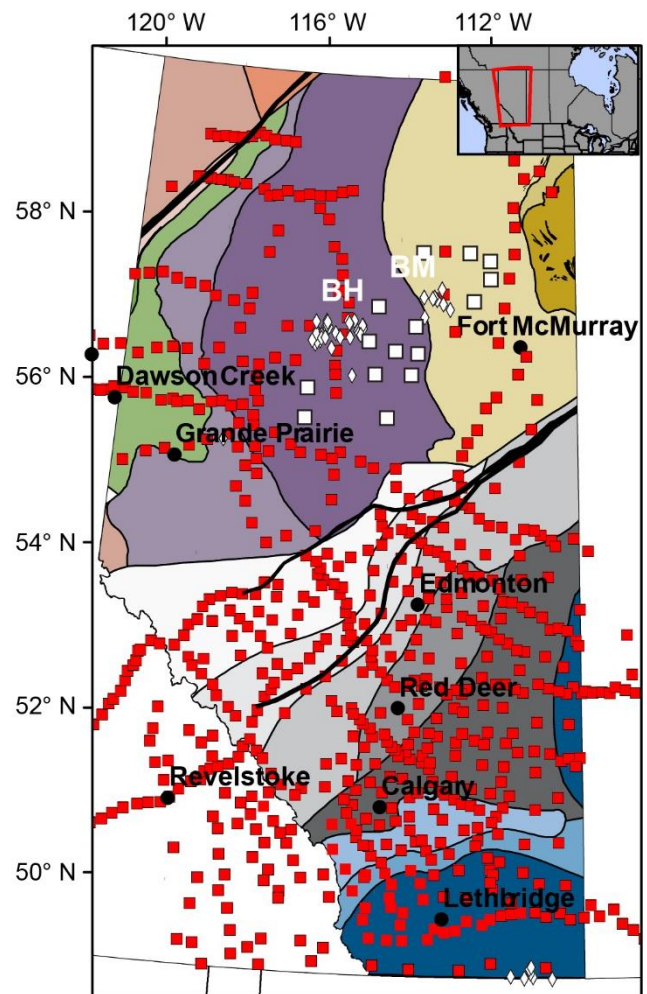 120° W 116° W 112° W
58° N
BM
BH
Fort McMurray
56° N
Dawson Creek
Grande Prairie
54° N
Edmonton
52° N
Red Deer
Revelstoke
Calgary
50° N
Lethbridge